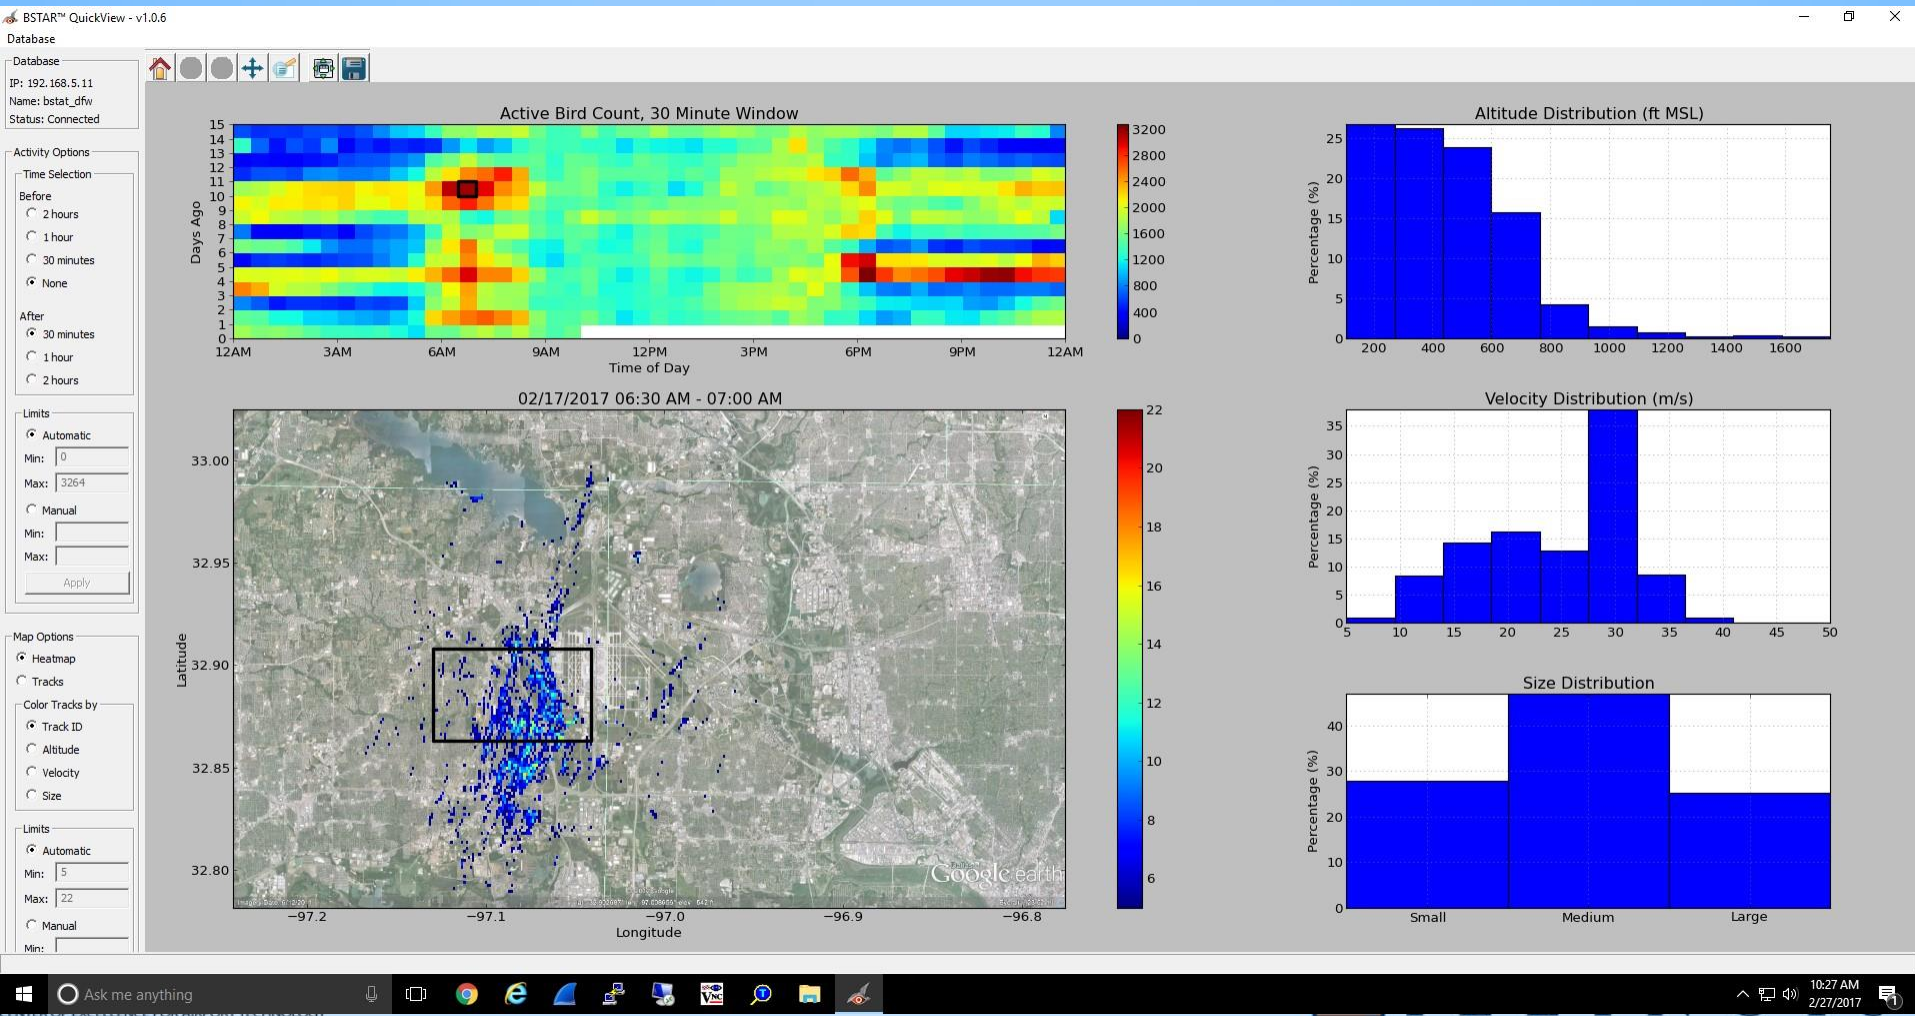 BSTAR™ QuickView - v1.0.6
Database
Database
IP: 192.168.5.11
Name: bstat_dfw
Status: Connected
Activity Options
Time Selection
Before
2 hours
1 hour
30 minutes
None
After
30 minutes
1 hour
2 hours
Limits
Automatic
Min: 0
Max: 3264
Manual
Min:
Max:
Apply
Map Options
Heatmap
Tracks
Color Tracks by
Track ID
Altitude
Velocity
Size
Limits
Automatic
Min: 5
Max: 22
Manual
Min:
Active Bird Count, 30 Minute Window
Days Ago
15
14
13
12
11
10
9
8
7
6
5
4
3
2
1
0
12AM 3AM 6AM 9AM 12PM 3PM 6PM 9PM 12AM
Time of Day
3200
2800
2400
2000
1600
1200
800
400
0
02/17/2017 06:30 AM - 07:00 AM
Latitude
33.00
32.95
32.90
32.85
32.80
−97.2 −97.1 −97.0 −96.9 −96.8
Longitude
Google earth
22
20
18
16
14
12
10
8
6
Altitude Distribution (ft MSL)
Percentage (%)
25
20
15
10
5
0
200 400 600 800 1000 1200 1400 1600
Velocity Distribution (m/s)
Percentage (%)
35
30
25
20
15
10
5
0
5 10 15 20 25 30 35 40 45 50
Size Distribution
Percentage (%)
40
30
20
10
0
Small Medium Large
Ask me anything
10:27 AM
2/27/2017
1